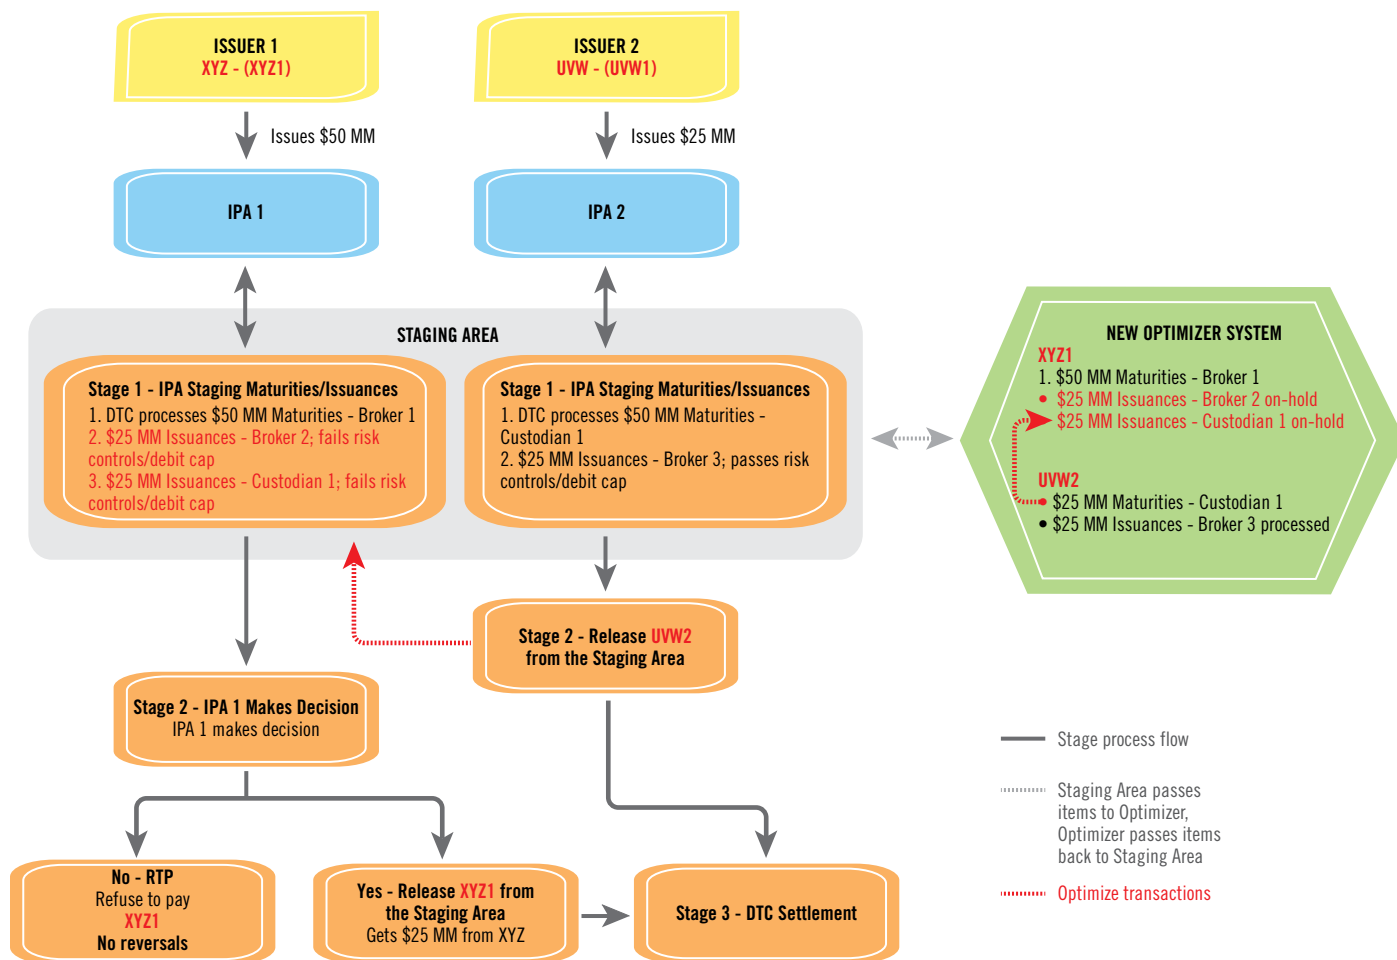 ISSUER 1
XYZ - (XYZ1)
ISSUER 2
UVW - (UVW1)
Issues $50 MM
Issues $25 MM
IPA 1
IPA 2
STAGING AREA
Stage 1 - IPA Staging Maturities/Issuances
1. DTC processes $50 MM Maturities - Broker 1
2. $25 MM Issuances - Broker 2; fails risk
controls/debit cap
3. $25 MM Issuances - Custodian 1; fails risk
controls/debit cap
Stage 1 - IPA Staging Maturities/Issuances
1. DTC processes $50 MM Maturities -
Custodian 1
2. $25 MM Issuances - Broker 3; passes risk
controls/debit cap
NEW OPTIMIZER SYSTEM
XYZ1
1. $50 MM Maturities - Broker 1
• $25 MM Issuances - Broker 2 on-hold
$25 MM Issuances - Custodian 1 on-hold
UVW2
• $25 MM Maturities - Custodian 1
• $25 MM Issuances - Broker 3 processed
Stage 2 - Release UVW2
from the Staging Area
Stage 2 - IPA 1 Makes Decision
IPA 1 makes decision
No - RTP
Refuse to pay
XYZ1
No reversals
Yes - Release XYZ1 from
the Staging Area
Gets $25 MM from XYZ
Stage 3 - DTC Settlement
Stage process flow
Staging Area passes
items to Optimizer,
Optimizer passes items
back to Staging Area
Optimize transactions